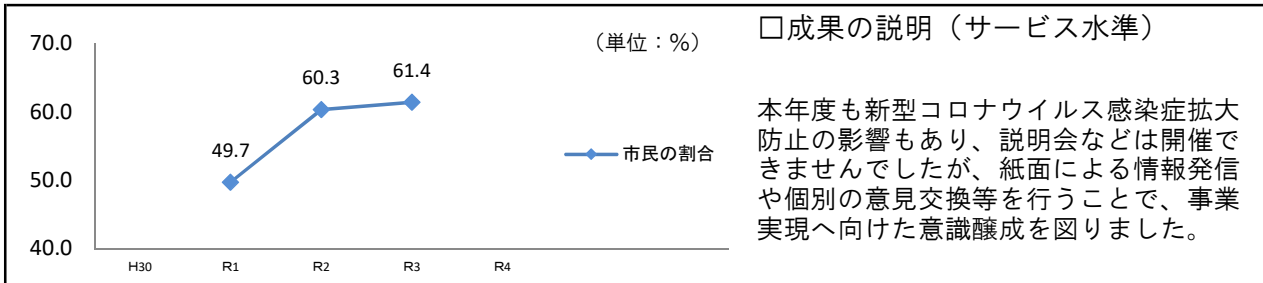 70.0
60.0
50.0
40.0
（単位：％）
49.7
60.3
61.4
市民の割合
H30
R1
R2
R3
R4
□成果の説明（サービス水準）
本年度も新型コロナウイルス感染症拡大
防止の影響もあり、説明会などは開催で
きませんでしたが、紙面による情報発信
や個別の意見交換等を行うことで、事業
実現へ向けた意識醸成を図りました。